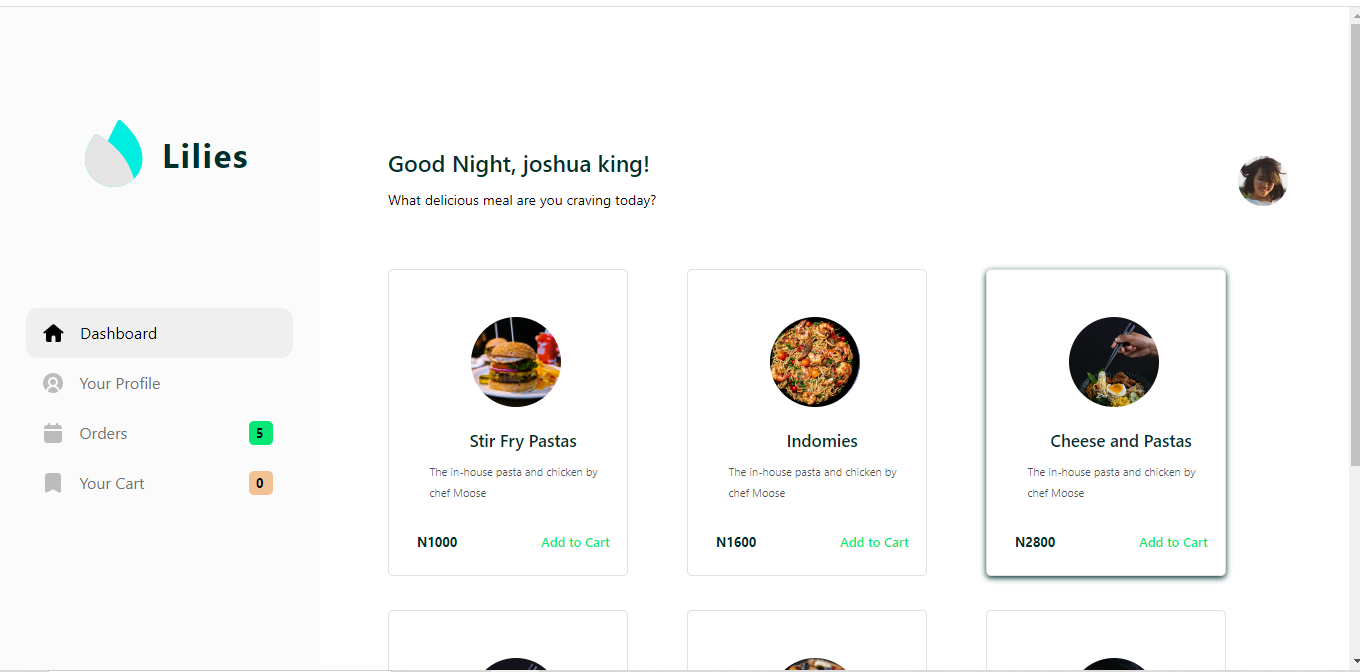 Lilies
Dashboard
Your Profile
Orders
5
Your Cart
0
Good Night, joshua king!
What delicious meal are you craving today?
Stir Fry Pastas
The in-house pasta and chicken by
chef Moose
N1000
Add to Cart
Indomies
The in-house pasta and chicken by
chef Moose
N1600
Add to Cart
Cheese and Pastas
The in-house pasta and chicken by
chef Moose
N2800
Add to Cart